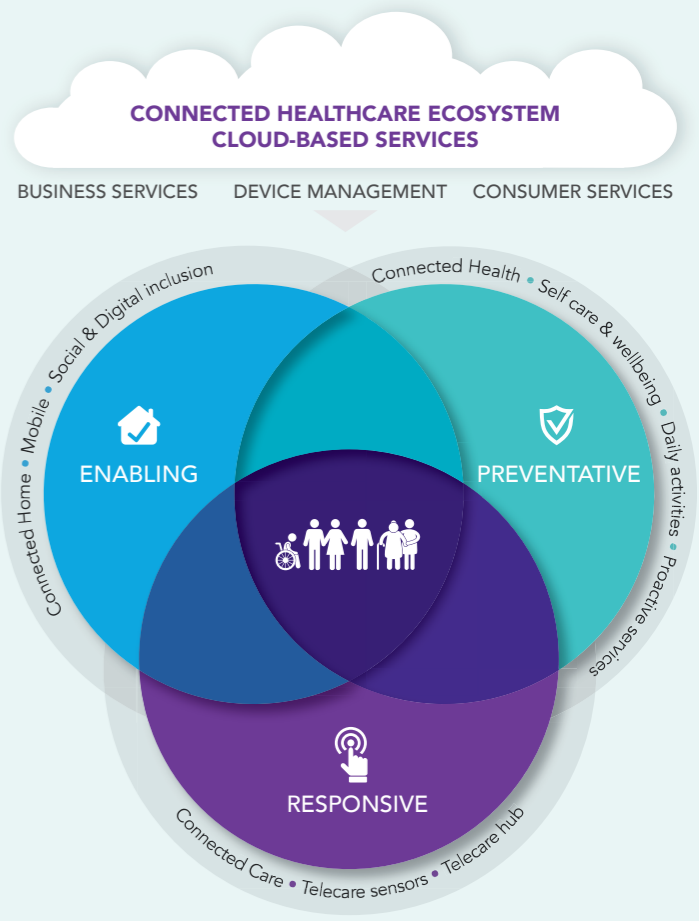 CONNECTED HEALTHCARE ECOSYSTEM
CLOUD-BASED SERVICES
BUSINESS SERVICES DEVICE MANAGEMENT CONSUMER SERVICES
Connected Home • Mobile • Social & Digital inclusion
Connected Health • Self care & wellbeing • Daily activities • Proactive services
ENABLING
PREVENTATIVE
RESPONSIVE
Connected Care • Telecare sensors • Telecare hub